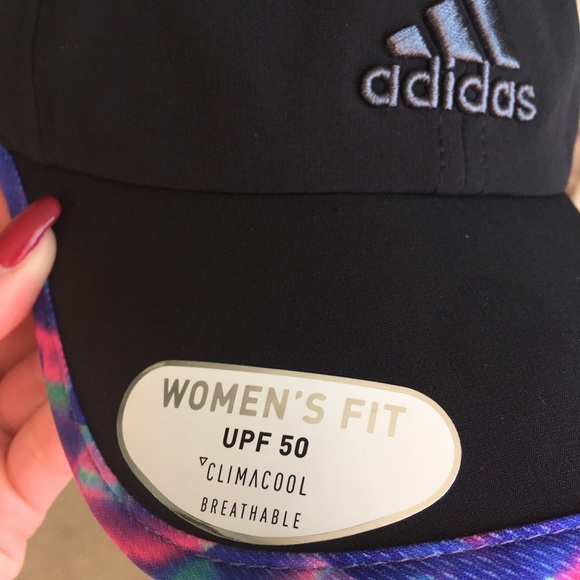 adidas
WOMEN'S FIT
UPF 50
CLIMACOOL
BREATHABLE